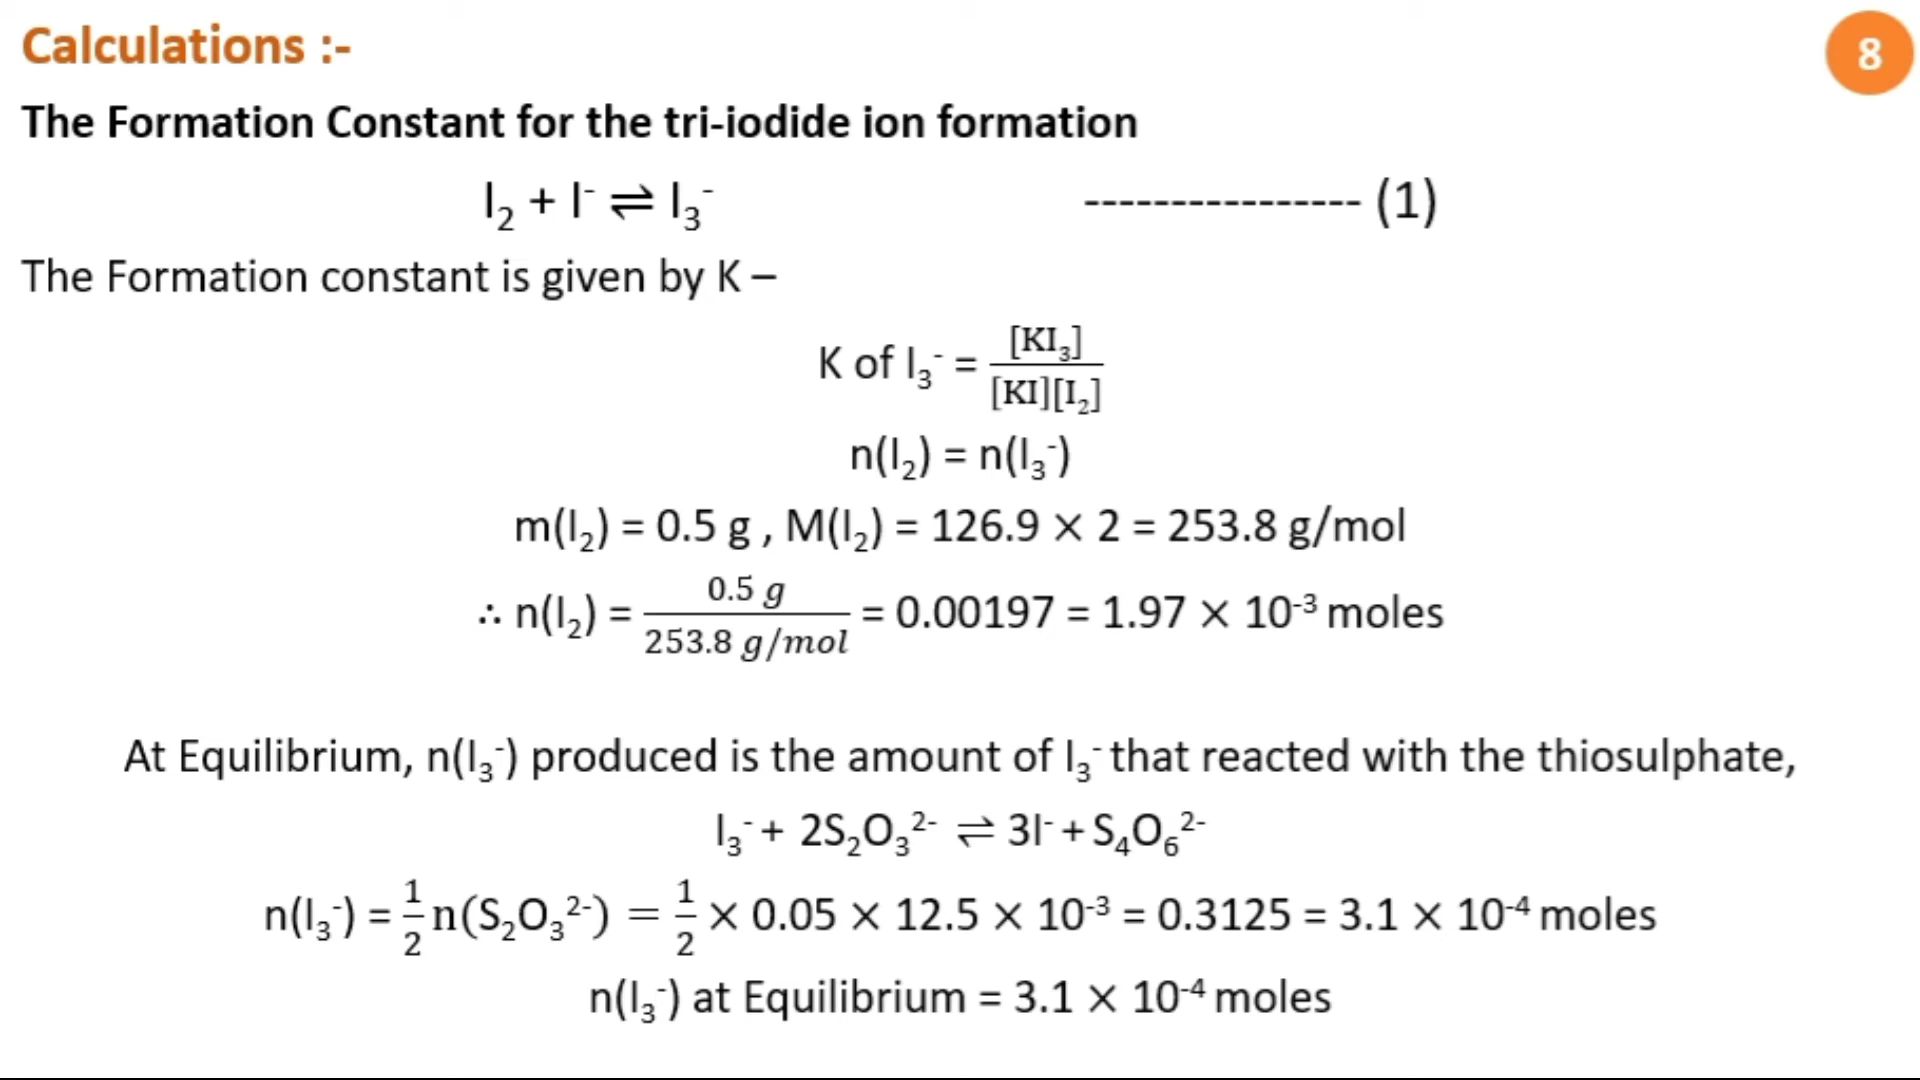 Calculations :-
8
The Formation Constant for the tri-iodide ion formation
I₂ + I⁻ ⇌ I₃⁻ ---------------- (1)
The Formation constant is given by K –
K of I₃⁻ = [KI₃] / [KI][I₂]
n(I₂) = n(I₃⁻)
m(I₂) = 0.5 g , M(I₂) = 126.9 × 2 = 253.8 g/mol
∴ n(I₂) = 0.5 g / 253.8 g/mol = 0.00197 = 1.97 × 10⁻³ moles
At Equilibrium, n(I₃⁻) produced is the amount of I₃⁻ that reacted with the thiosulphate,
I₃⁻ + 2S₂O₃²⁻ ⇌ 3I⁻ + S₄O₆²⁻
n(I₃⁻) = 1/2 n(S₂O₃²⁻) = 1/2 × 0.05 × 12.5 × 10⁻³ = 0.3125 = 3.1 × 10⁻⁴ moles
n(I₃⁻) at Equilibrium = 3.1 × 10⁻⁴ moles